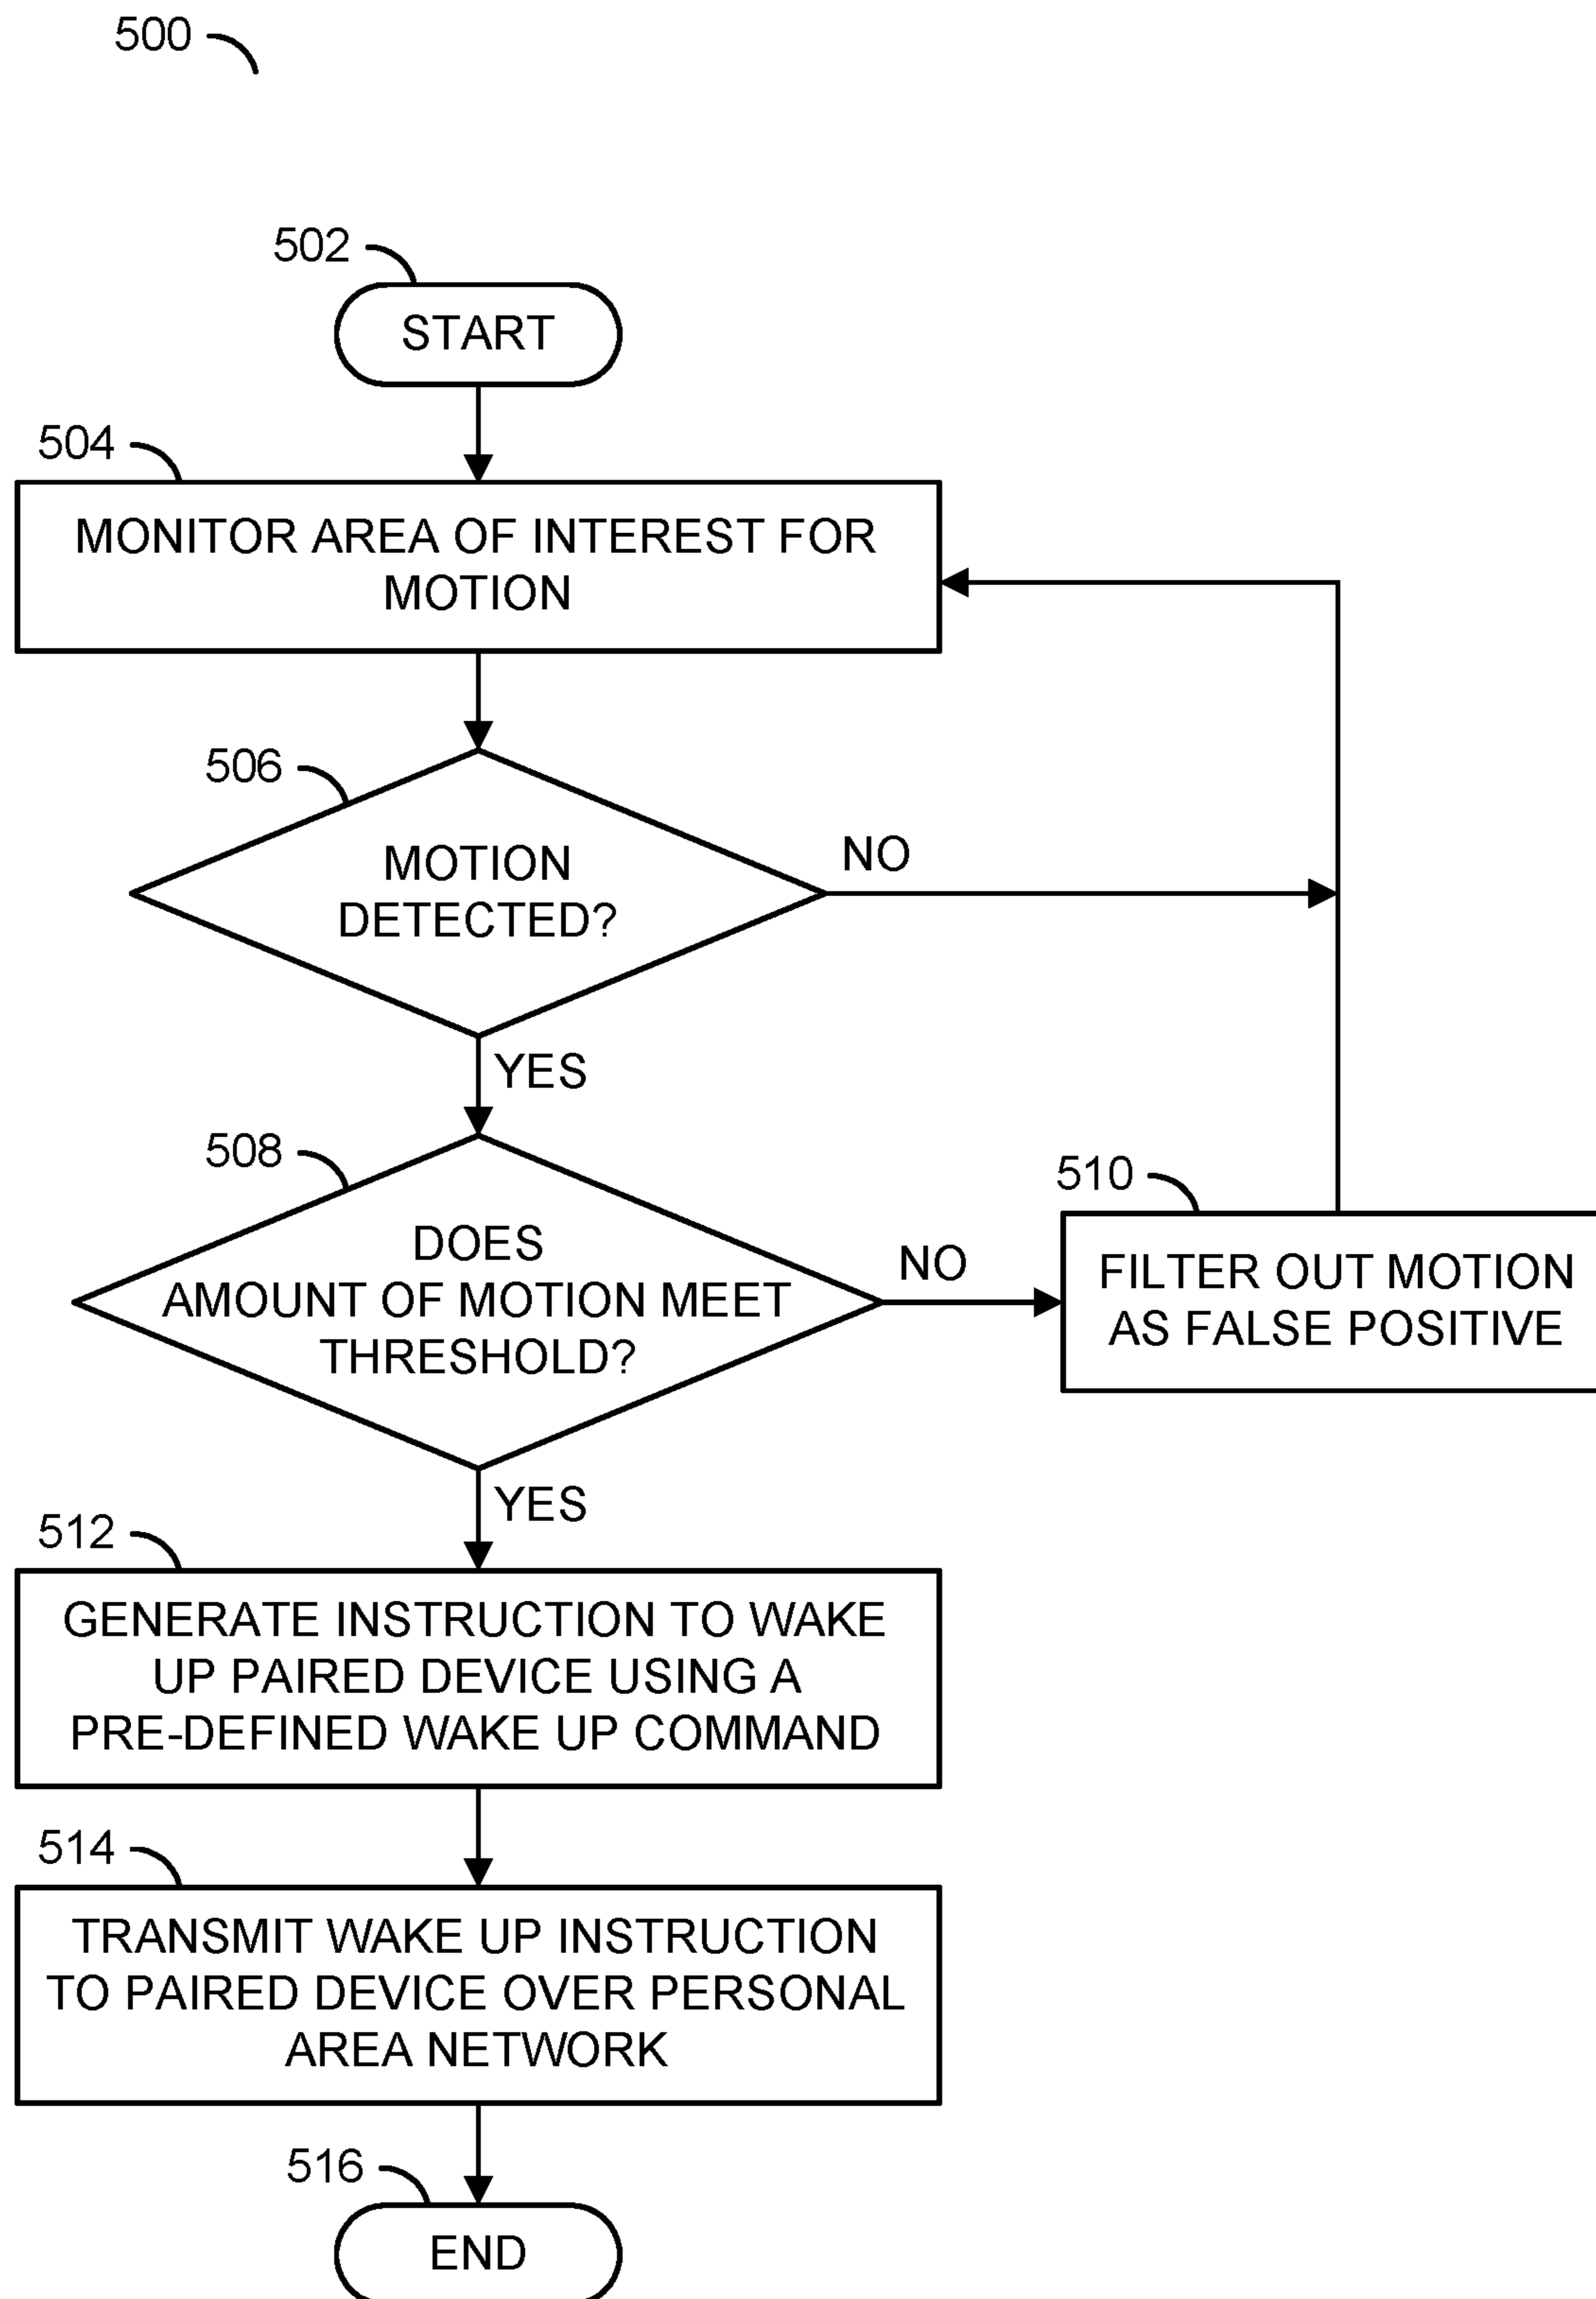 500
502
START
504
MONITOR AREA OF INTEREST FOR
MOTION
506
MOTION
DETECTED?
NO
YES
508
DOES
AMOUNT OF MOTION MEET
THRESHOLD?
NO
510
FILTER OUT MOTION
AS FALSE POSITIVE
YES
512
GENERATE INSTRUCTION TO WAKE
UP PAIRED DEVICE USING A
PRE-DEFINED WAKE UP COMMAND
514
TRANSMIT WAKE UP INSTRUCTION
TO PAIRED DEVICE OVER PERSONAL
AREA NETWORK
516
END